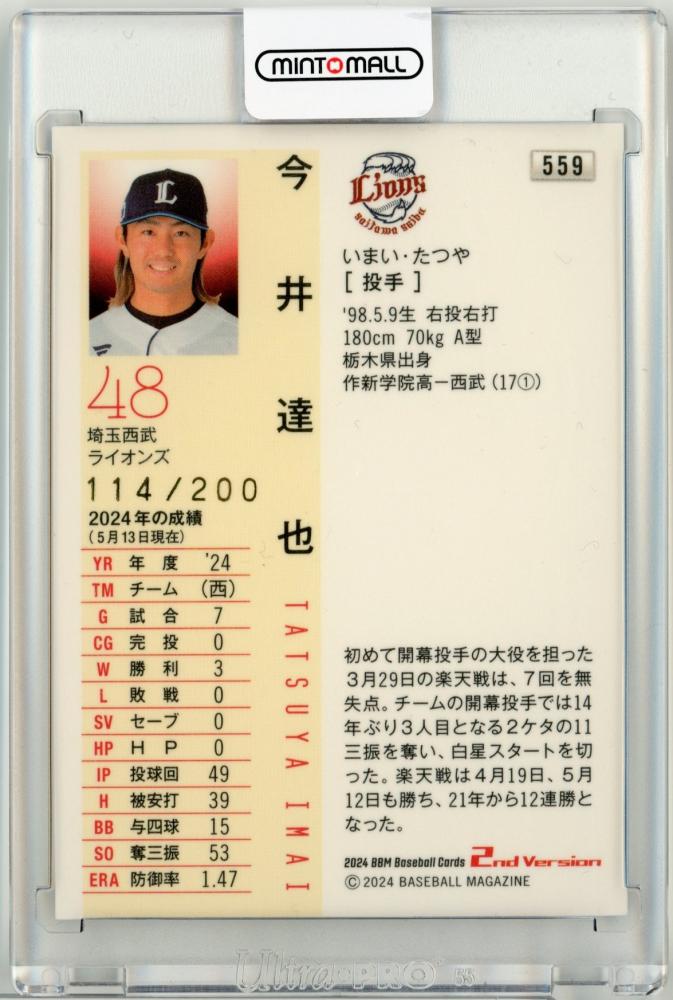 MINTOMALL
559
Lions
saitama seibu
L
今井達也
TATSUYA IMAI
いまい・たつや
[ 投手 ]
'98.5.9生 右投右打
180cm 70kg A型
栃木県出身
作新学院高ー西武（17①）
48
埼玉西武
ライオンズ
114/200
2024年の成績
（5月13日現在）
YR 年度 '24
TM チーム （西）
G 試合 7
CG 完投 0
W 勝利 3
L 敗戦 0
SV セーブ 0
HP H P 0
IP 投球回 49
H 被安打 39
BB 与四球 15
SO 奪三振 53
ERA 防御率 1.47
初めて開幕投手の大役を担った
3月29日の楽天戦は、7回を無
失点。チームの開幕投手では14
年ぶり3人目となる2ケタの11
三振を奪い、白星スタートを切
った。楽天戦は4月19日、5月
12日も勝ち、21年から12連勝と
なった。
2024 BBM Baseball Cards 2nd Version
©2024 BASEBALL MAGAZINE
Ultra PRO 55